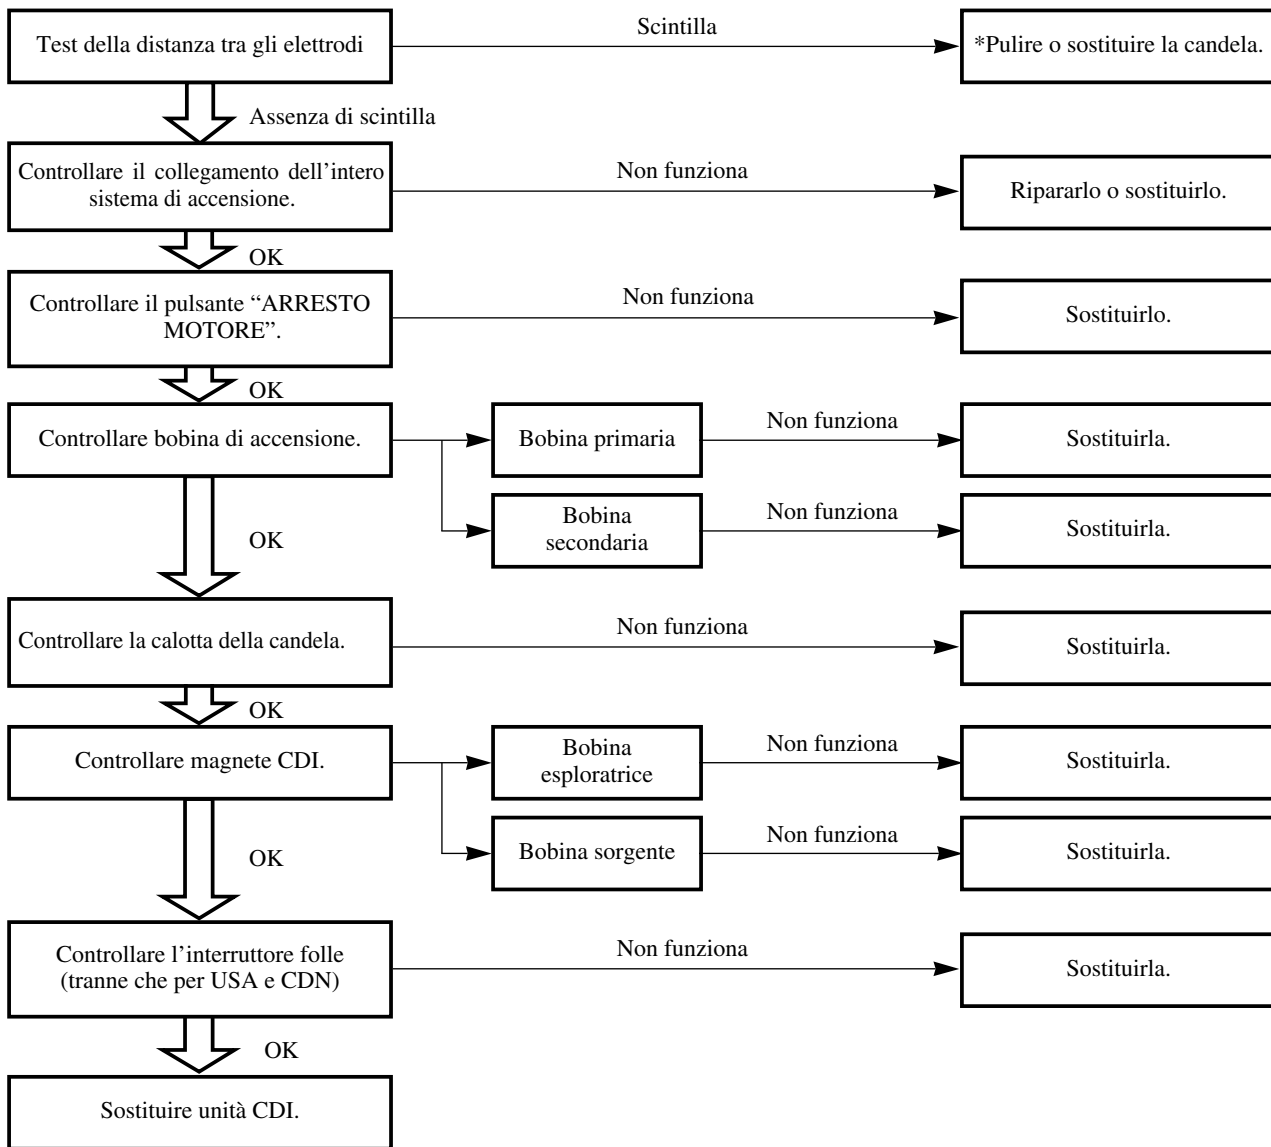 Test della distanza tra gli elettrodi
Scintilla
*Pulire o sostituire la candela.
Assenza di scintilla
Controllare il collegamento dell’intero
sistema di accensione.
Non funziona
Ripararlo o sostituirlo.
OK
Controllare il pulsante “ARRESTO
MOTORE”.
Non funziona
Sostituirlo.
OK
Controllare bobina di accensione.
Bobina primaria
Non funziona
Sostituirla.
Bobina
secondaria
Non funziona
Sostituirla.
OK
Controllare la calotta della candela.
Non funziona
Sostituirla.
OK
Controllare magnete CDI.
Bobina
esploratrice
Non funziona
Sostituirla.
Bobina sorgente
Non funziona
Sostituirla.
OK
Controllare l’interruttore folle
(tranne che per USA e CDN)
Non funziona
Sostituirla.
OK
Sostituire unità CDI.